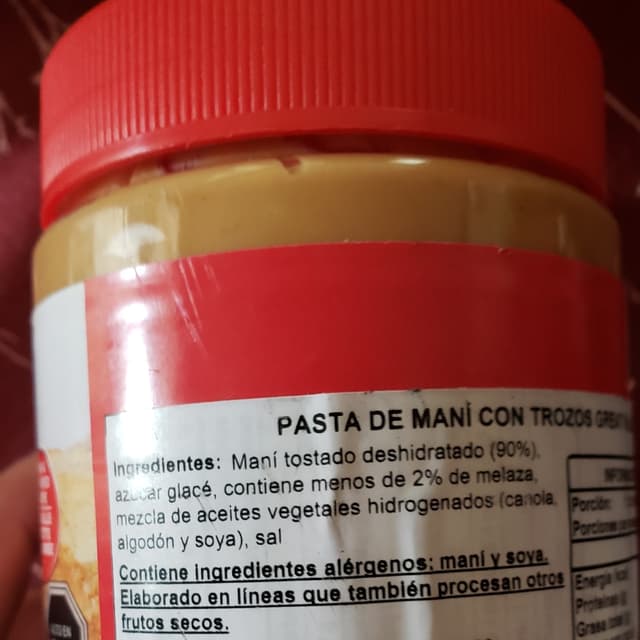 PASTA DE MANÍ CON TROZOS GREAT
Ingredientes: Maní tostado deshidratado (90%),
azúcar glacé, contiene menos de 2% de melaza,
mezcla de aceites vegetales hidrogenados (canola,
algodón y soya), sal
Contiene ingredientes alérgenos: maní y soya.
Elaborado en líneas que también procesan otros
frutos secos.
Porción:
Porciones
Energía
Proteínas
Grasa